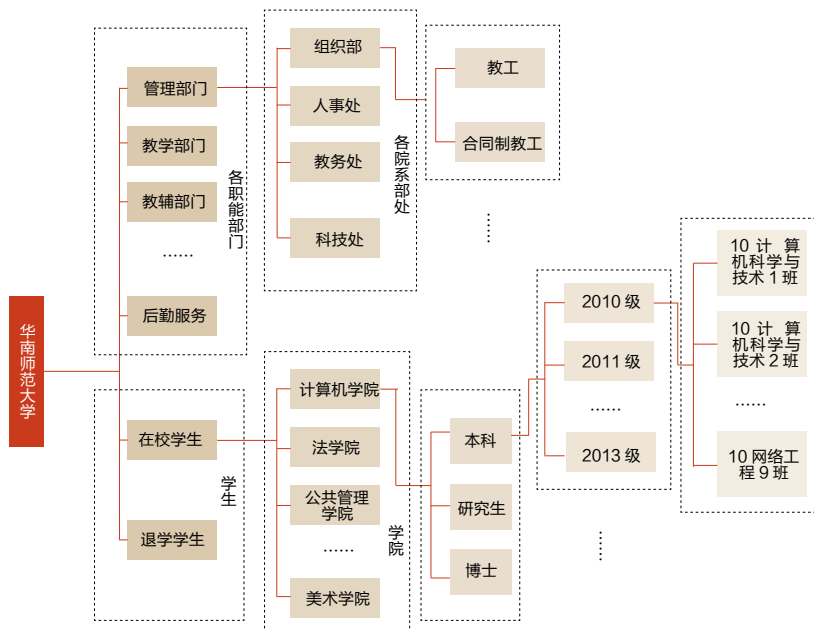 华南师范大学
管理部门
教学部门
教辅部门
......
后勤服务
各职能部门
组织部
人事处
教务处
科技处
各院系部处
教工
合同制教工
......
在校学生
退学学生
学生
计算机学院
法学院
公共管理
学院
......
美术学院
学院
本科
研究生
博士
2010 级
2011 级
......
2013 级
......
10 计 算
机科学与
技术 1 班
10 计 算
机科学与
技术 2 班
......
10 网络工
程 9 班